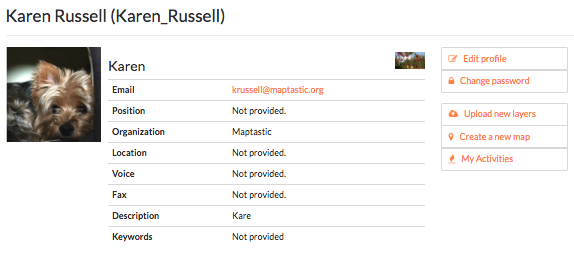 Karen Russell (Karen_Russell)
Karen
Email krussell@maptastic.org
Position Not provided.
Organization Maptastic
Location Not provided.
Voice Not provided.
Fax Not provided.
Description Kare
Keywords Not provided
Edit profile
Change password
Upload new layers
Create a new map
My Activities